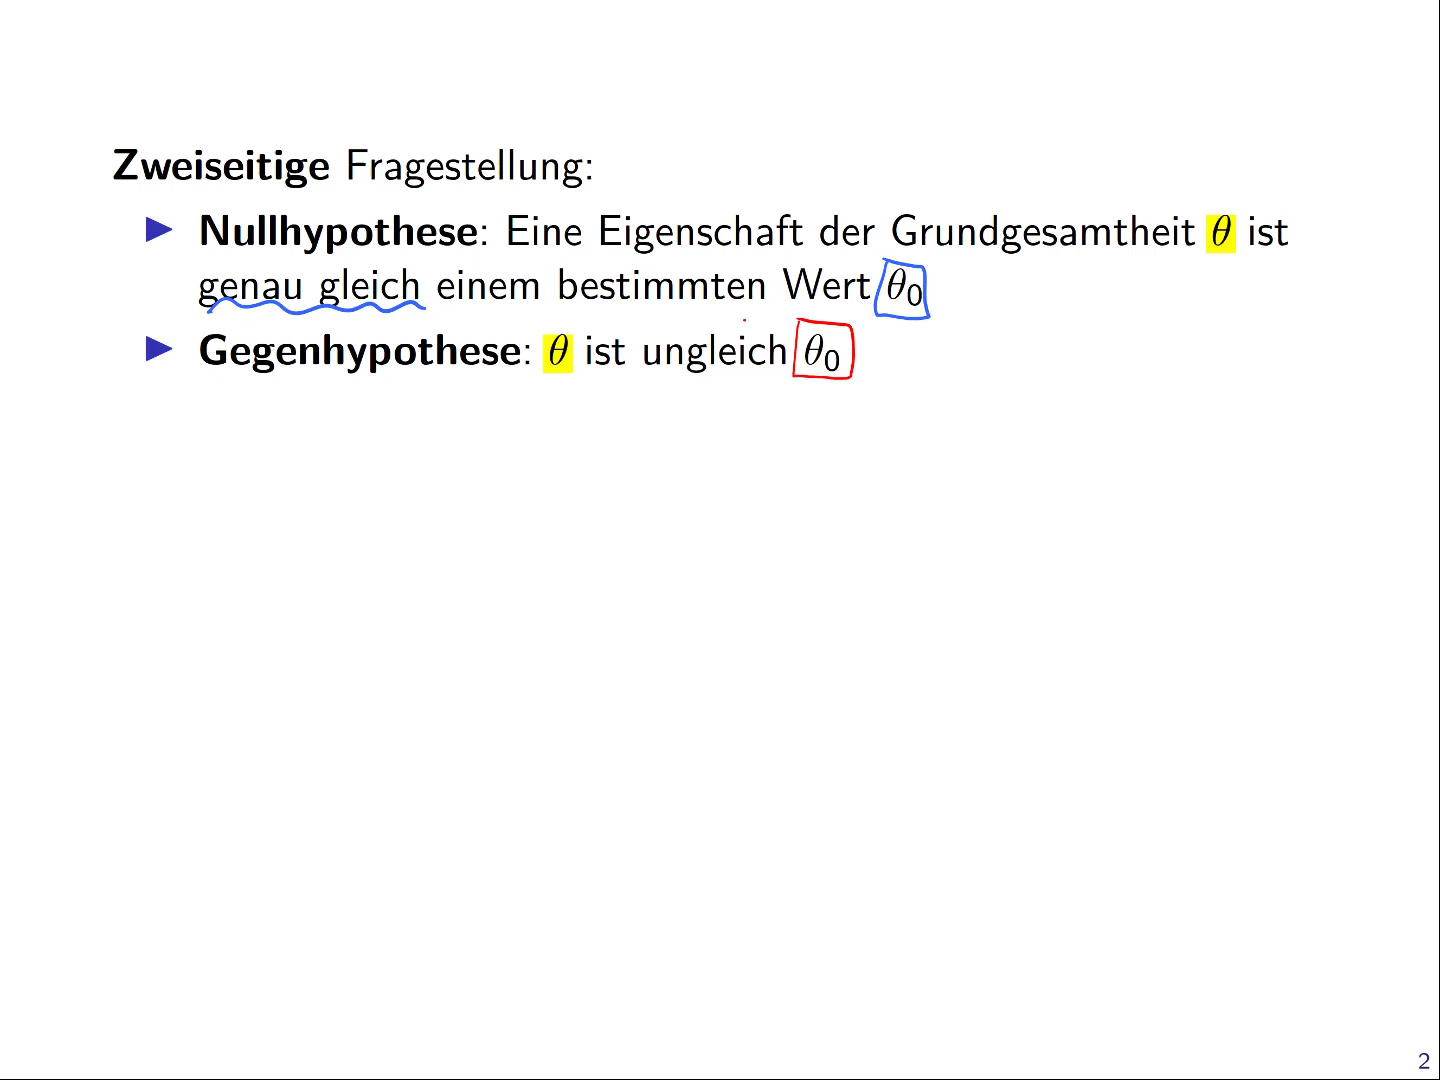 Zweiseitige Fragestellung:
▶ Nullhypothese: Eine Eigenschaft der Grundgesamtheit θ ist
genau gleich einem bestimmten Wert θ₀
▶ Gegenhypothese: θ ist ungleich θ₀
2